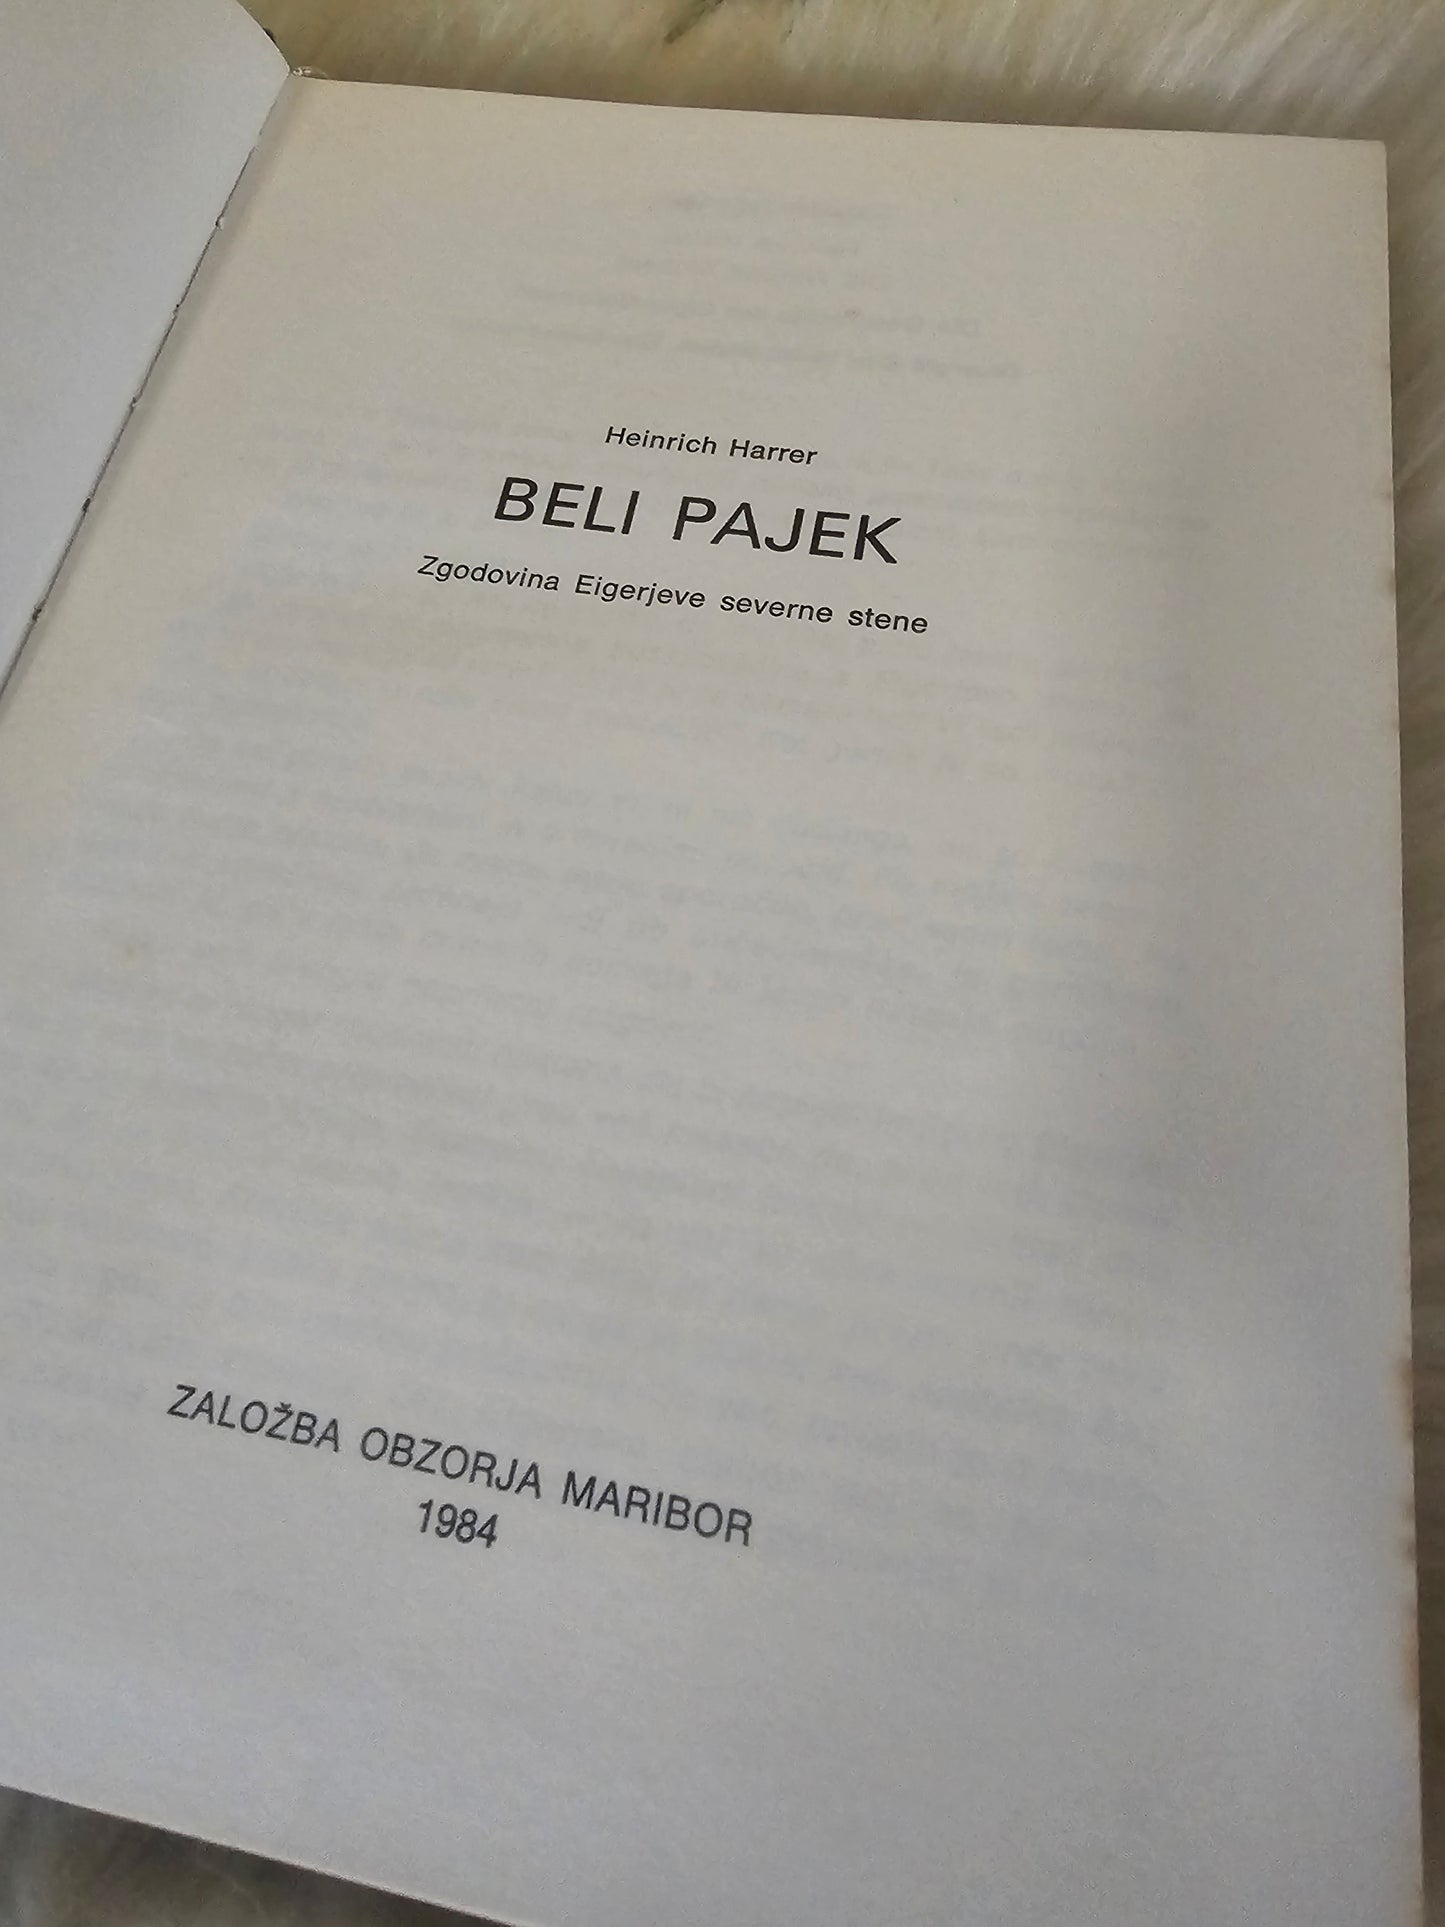 Heinrich Harrer
BELI PAJEK
Zgodovina Eigerjeve severne stene
ZALOŽBA OBZORJA MARIBOR
1984